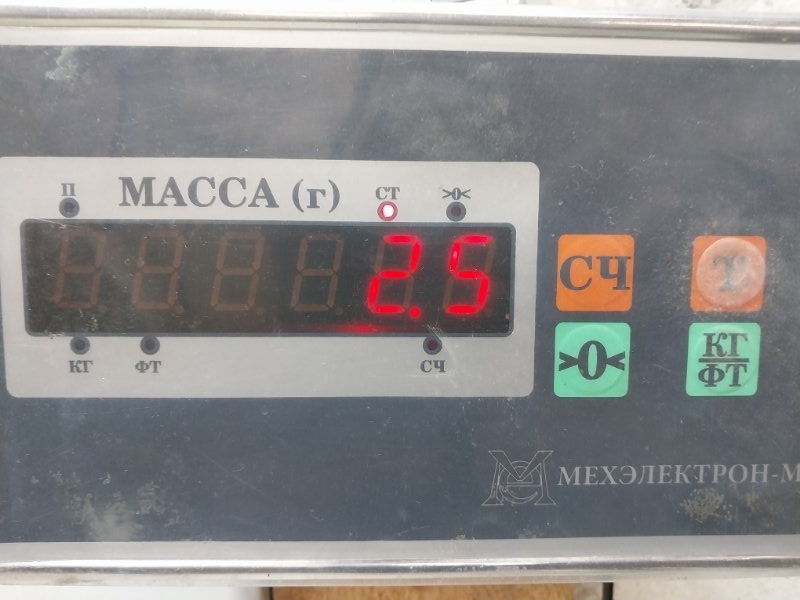 П МАССА (г) СТ >0<
2.5
КГ ФТ СЧ
СЧ Т
>0< КГ/ФТ
МЕХЭЛЕКТРОН-М